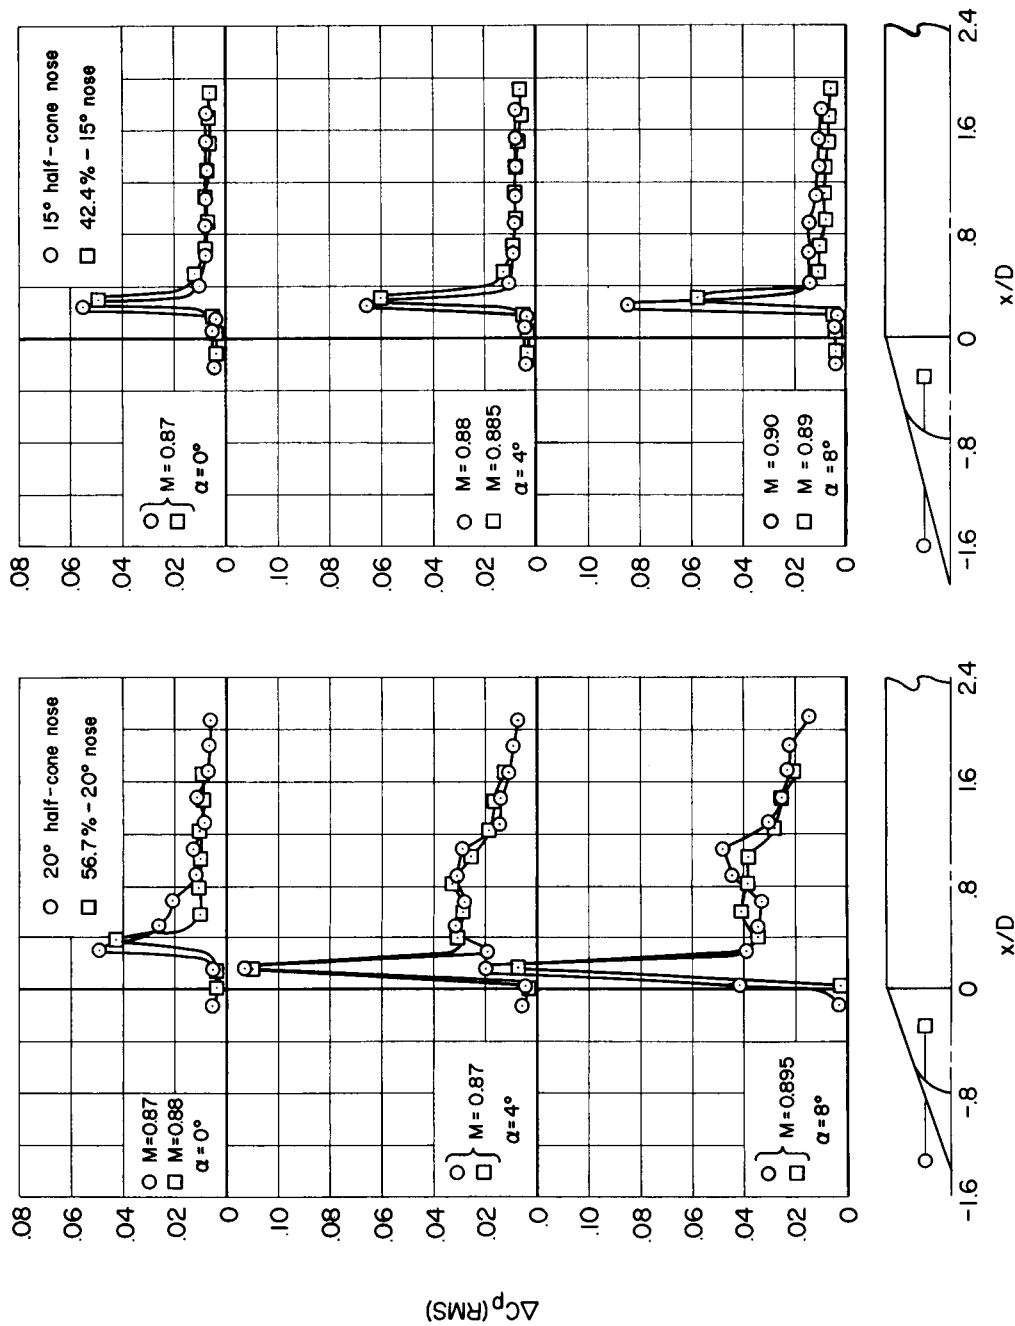 ΔCp(RMS)
.08
.06
.04
.02
0
20° half-cone nose
56.7% - 20° nose
M=0.87
M=0.88
α=0°
.10
.08
.06
.04
.02
.0
M = 0.87
α=4°
.10
.08
.06
.04
.02
0
M=0.895
α=8°
-1.6
-.8
0
.8
1.6
2.4
x/D
.08
.06
.04
.02
0
15° half-cone nose
42.4% - 15° nose
M = 0.87
α=0°
.10
.08
.06
.04
.02
0
M = 0.88
M = 0.885
α=4°
.10
.08
.06
.04
.02
0
M = 0.90
M = 0.89
α=8°
-1.6
-.8
0
.8
1.6
2.4
x/D